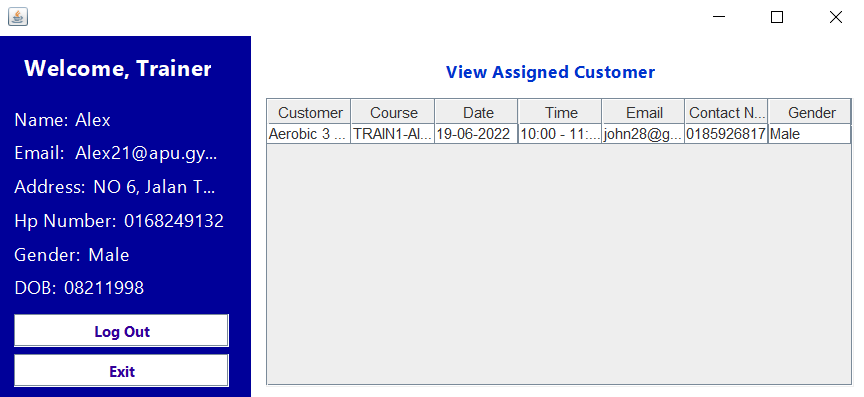 Welcome, Trainer
Name: Alex
Email: Alex21@apu.gy...
Address: NO 6, Jalan T...
Hp Number: 0168249132
Gender: Male
DOB: 08211998
Log Out
Exit
View Assigned Customer
Customer Course Date Time Email Contact N... Gender
Aerobic 3 ... TRAIN1-Al... 19-06-2022 10:00 - 11:... john28@g... 0185926817 Male